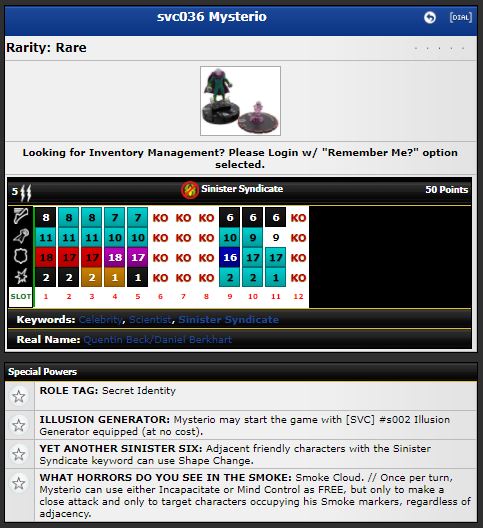 svc036 Mysterio
[DIAL]
Rarity: Rare
Looking for Inventory Management? Please Login w/ "Remember Me?" option
selected.
5 Sinister Syndicate 50 Points
8 8 8 7 7 KO KO KO 6 6 6 KO
11 11 11 10 10 KO KO KO 10 9 9 KO
18 17 17 18 17 KO KO KO 16 17 17 KO
2 2 2 1 1 KO KO KO 2 2 1 KO
SLOT 1 2 3 4 5 6 7 8 9 10 11 12
Keywords: Celebrity, Scientist, Sinister Syndicate
Real Name: Quentin Beck/Daniel Berkhart
Special Powers
ROLE TAG: Secret Identity
ILLUSION GENERATOR: Mysterio may start the game with [SVC] #s002 Illusion
Generator equipped (at no cost).
YET ANOTHER SINISTER SIX: Adjacent friendly characters with the Sinister
Syndicate keyword can use Shape Change.
WHAT HORRORS DO YOU SEE IN THE SMOKE: Smoke Cloud. // Once per turn,
Mysterio can use either Incapacitate or Mind Control as FREE, but only to make a
close attack and only to target characters occupying his Smoke markers, regardless of
adjacency.